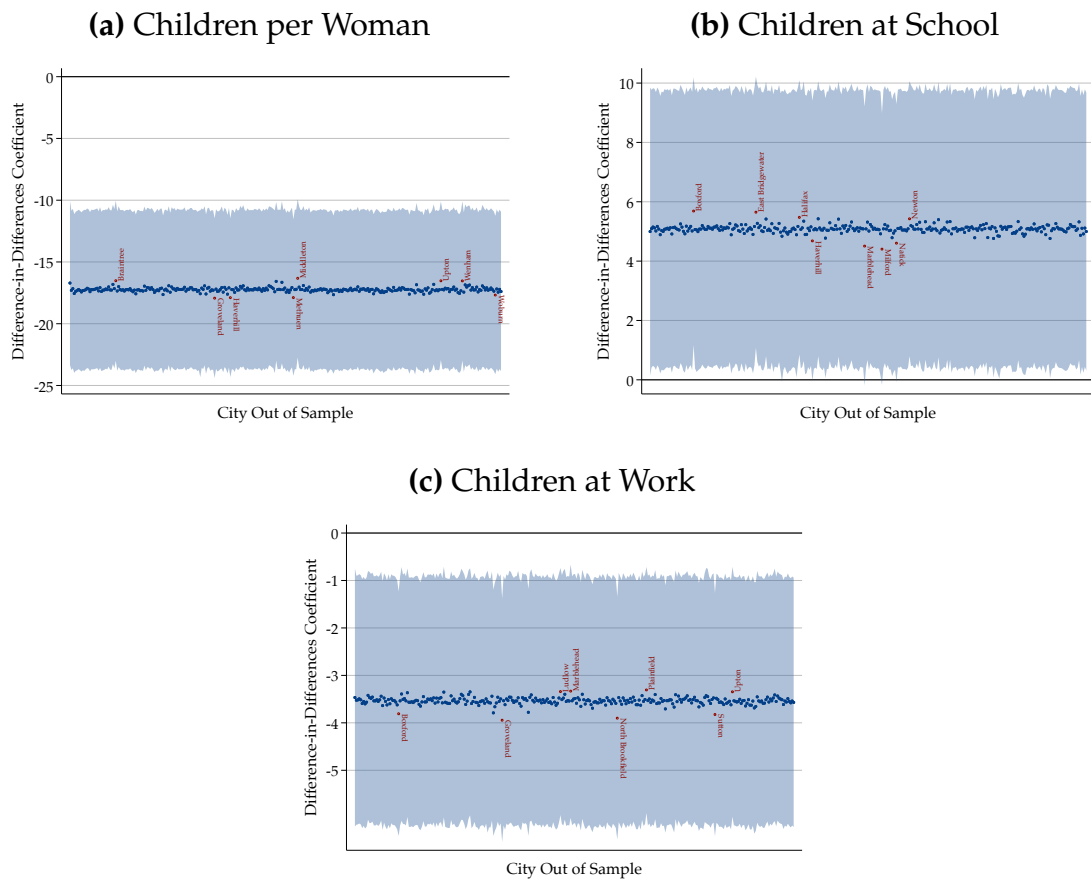 (a) Children per Woman
Difference-in-Differences Coefficient
0
-5
-10
-15
-20
-25
Braintree
Groveland
Haverhill
Middleton
Methuen
Upton
Wenham
Woburn
City Out of Sample
(b) Children at School
Difference-in-Differences Coefficient
10
8
6
4
2
0
Boxford
East Bridgewater
Halifax
Haverhill
Marblehead
Milford
Natick
Newton
City Out of Sample
(c) Children at Work
Difference-in-Differences Coefficient
0
-1
-2
-3
-4
-5
Boxford
Groveland
Ludlow
Marblehead
North Brookfield
Plainfield
Sutton
Upton
City Out of Sample